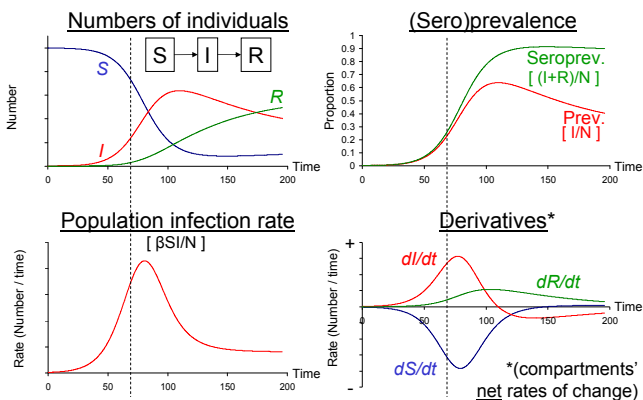 Numbers of individuals
S
S
I
R
R
I
Number
0
50
100
150
200
Time
(Sero)prevalence
1
0.9
0.8
0.7
0.6
0.5
0.4
0.3
0.2
0.1
0
Proportion
Seroprev.
[ (I+R)/N ]
Prev.
[ I/N ]
0
50
100
150
200
Time
Population infection rate
[ βSI/N ]
Rate (Number / time)
0
50
100
150
200
Time
Derivatives*
+
-
Rate (Number / time)
dI/dt
dR/dt
dS/dt
0
50
100
150
200
Time
*(compartments'
net rates of change)